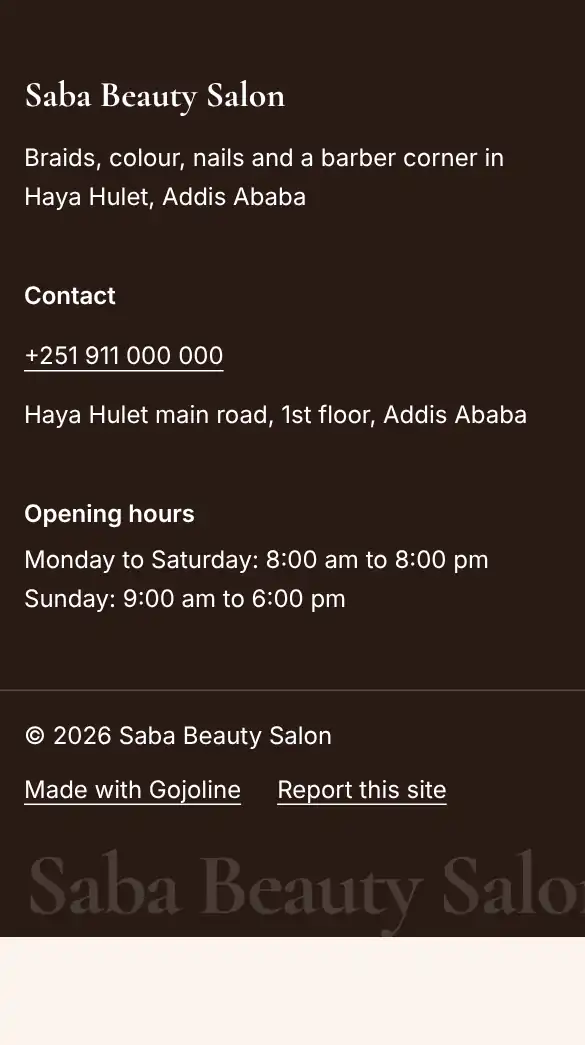 Saba Beauty Salon
Braids, colour, nails and a barber corner in
Haya Hulet, Addis Ababa
Contact
+251 911 000 000
Haya Hulet main road, 1st floor, Addis Ababa
Opening hours
Monday to Saturday: 8:00 am to 8:00 pm
Sunday: 9:00 am to 6:00 pm
© 2026 Saba Beauty Salon
Made with Gojoline Report this site
Saba Beauty Salon